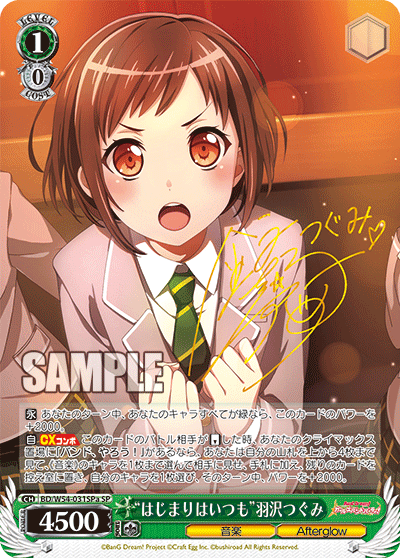 LEVEL
1
0
COST
つぐみ
SAMPLE
永 あなたのターン中、あなたのキャラすべてが緑なら、このカードのパワーを
+2000。
自 CXコンボ このカードのバトル相手が した時、あなたのクライマックス
置場に「バンド、やろう!」があるなら、あなたは自分の山札を上から4枚まで
見て、《音楽》のキャラを1枚まで選んで相手に見せ、手札に加え、残りのカード
を控室に置き、自分のキャラを1枚選び、そのターン中、パワーを+2000。
CH BD/W54-031SPa SP
4500
“はじまりはいつも”羽沢つぐみ
音楽
Afterglow
©BanG Dream! Project ©Craft Egg Inc. ©bushiroad All Rights Reserved.